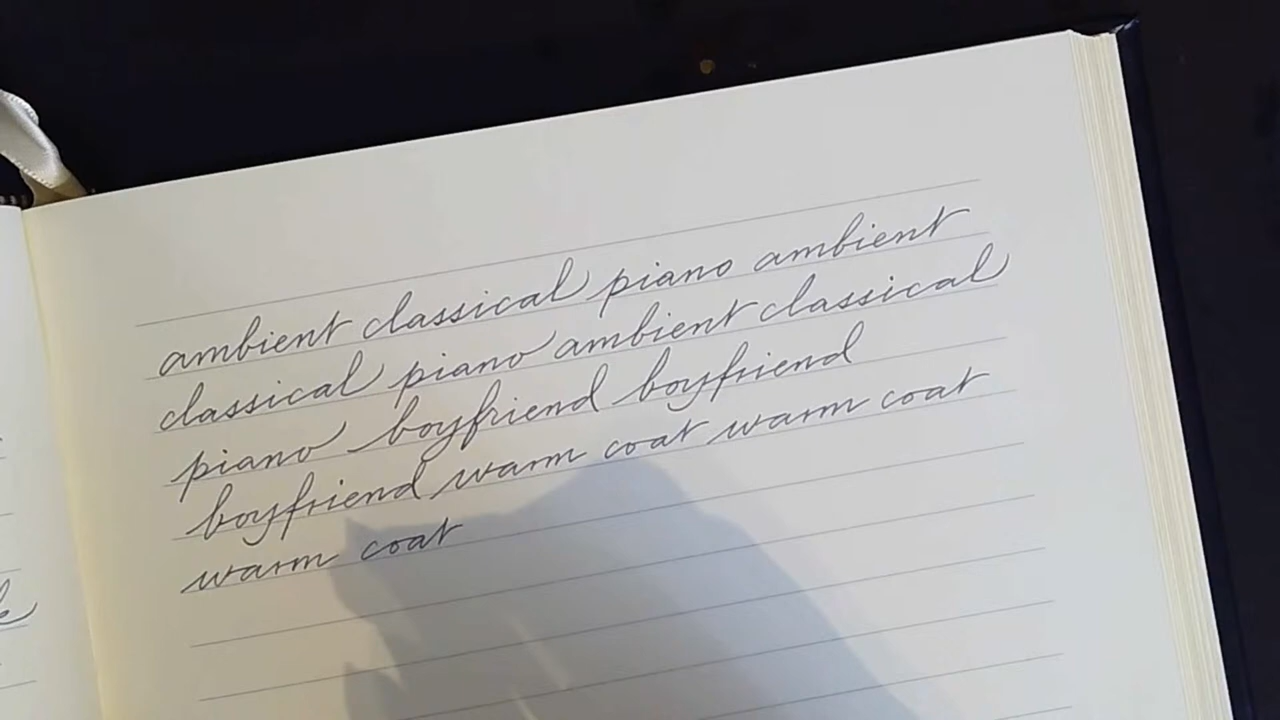 ambient classical piano ambient
classical piano ambient classical
piano boyfriend boyfriend
boyfriend warm coat warm coat
warm coat